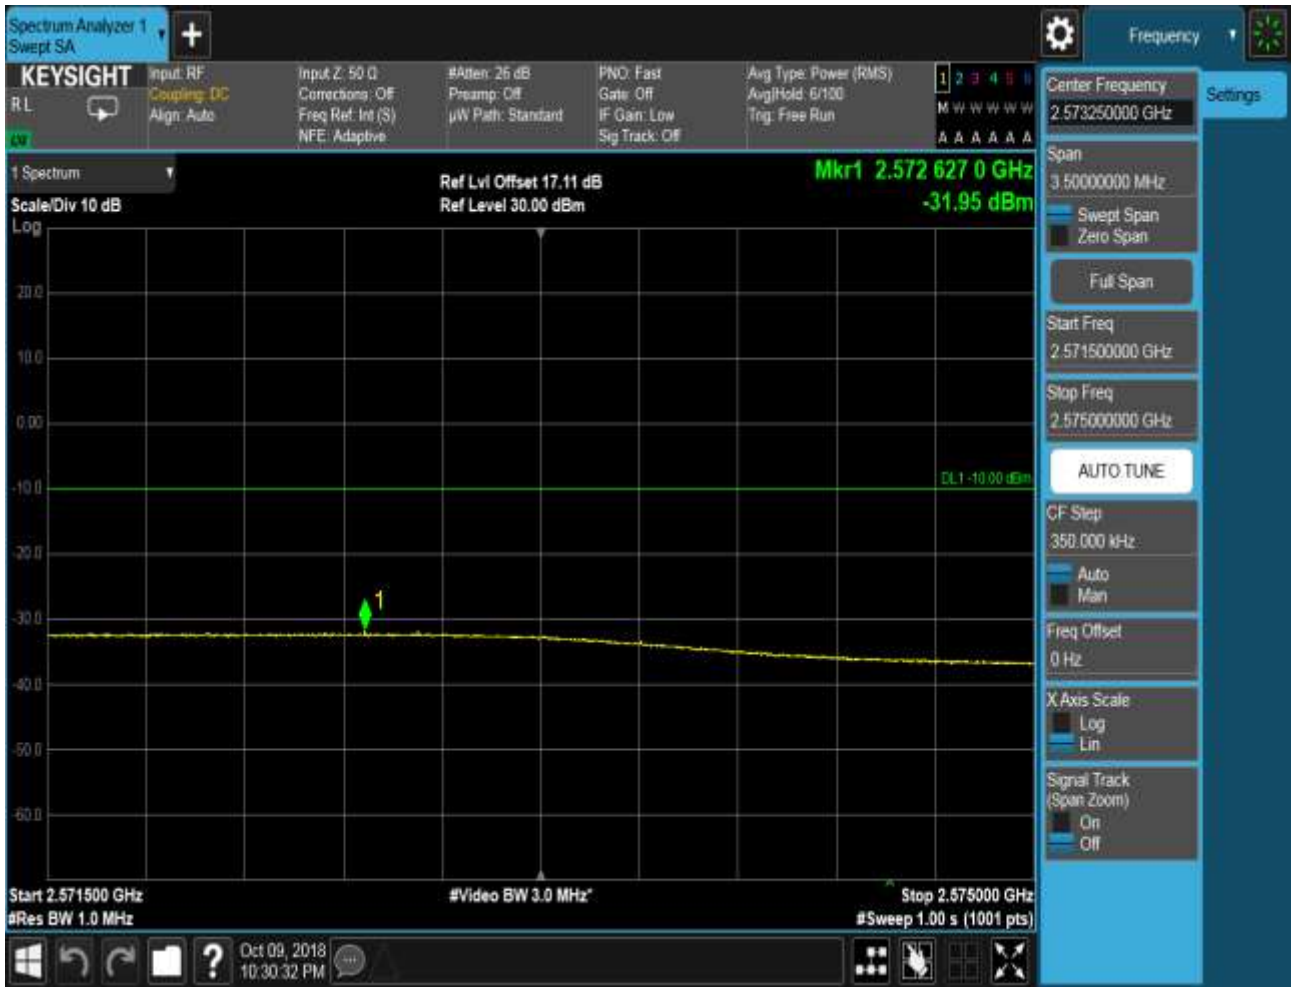 Spectrum Analyzer 1
Swept SA
+
Frequency
KEYSIGHT
RL
Input: RF
Coupling: DC
Align: Auto
Input Z: 50 Ω
Corrections: Off
Freq Ref: Int (S)
NFE: Adaptive
#Atten: 26 dB
Preamp: Off
µW Path: Standard
PNO: Fast
Gate: Off
IF Gain: Low
Sig Track: Off
Avg Type: Power (RMS)
Avg|Hold: 6/100
Trig: Free Run
1 2 3 4 5 6
M W W W W W
A A A A A A
1 Spectrum
Scale/Div 10 dB
Log
Ref Lvl Offset 17.11 dB
Ref Level 30.00 dBm
Mkr1 2.572 627 0 GHz
-31.95 dBm
20.0
10.0
0.00
-10.0
-20.0
-30.0
-40.0
-50.0
-60.0
DL1 -10.00 dBm
1
Start 2.571500 GHz
#Res BW 1.0 MHz
#Video BW 3.0 MHz*
Stop 2.575000 GHz
#Sweep 1.00 s (1001 pts)
Oct 09, 2018
10:30:32 PM
?
Center Frequency
2.573250000 GHz
Settings
Span
3.50000000 MHz
Swept Span
Zero Span
Full Span
Start Freq
2.571500000 GHz
Stop Freq
2.575000000 GHz
AUTO TUNE
CF Step
350.000 kHz
Auto
Man
Freq Offset
0 Hz
X Axis Scale
Log
Lin
Signal Track
(Span Zoom)
On
Off